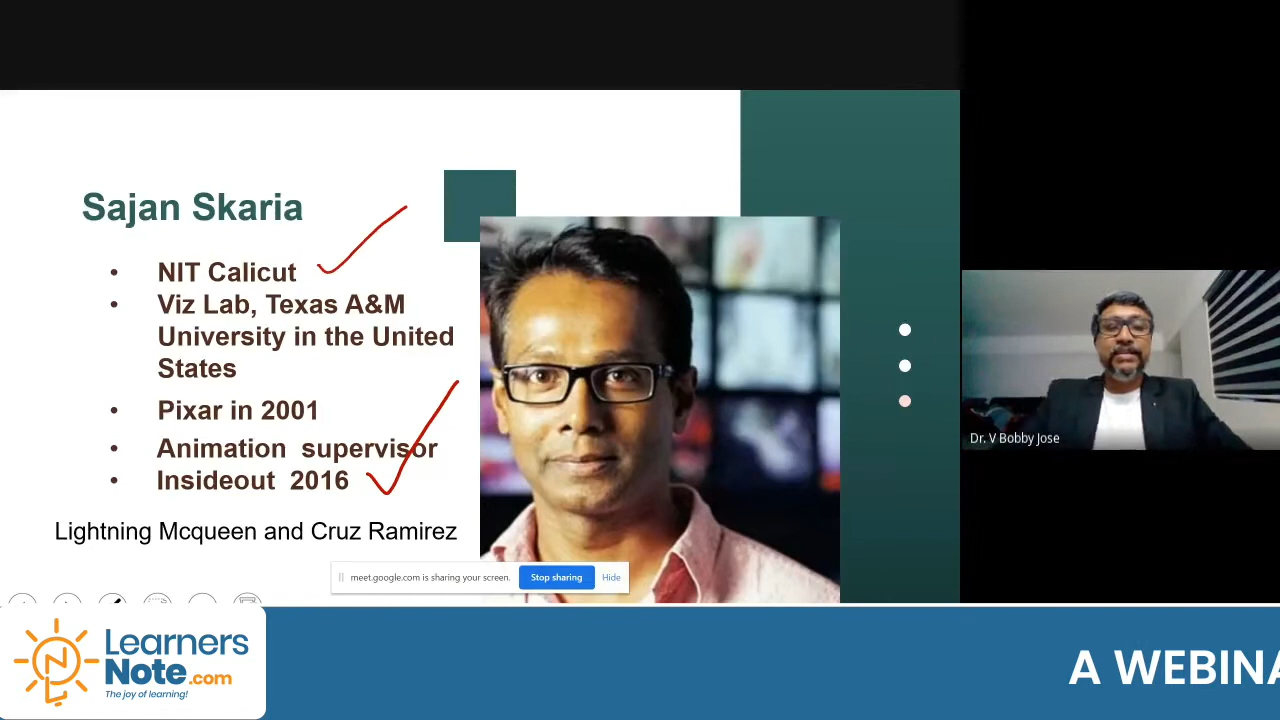 Sajan Skaria
• NIT Calicut
• Viz Lab, Texas A&M
University in the United
States
• Pixar in 2001
• Animation supervisor
• Insideout 2016
Lightning Mcqueen and Cruz Ramirez
meet.google.com is sharing your screen. Stop sharing Hide
Dr. V Bobby Jose
Learners
Note.com
The joy of learning!
A WEBINA